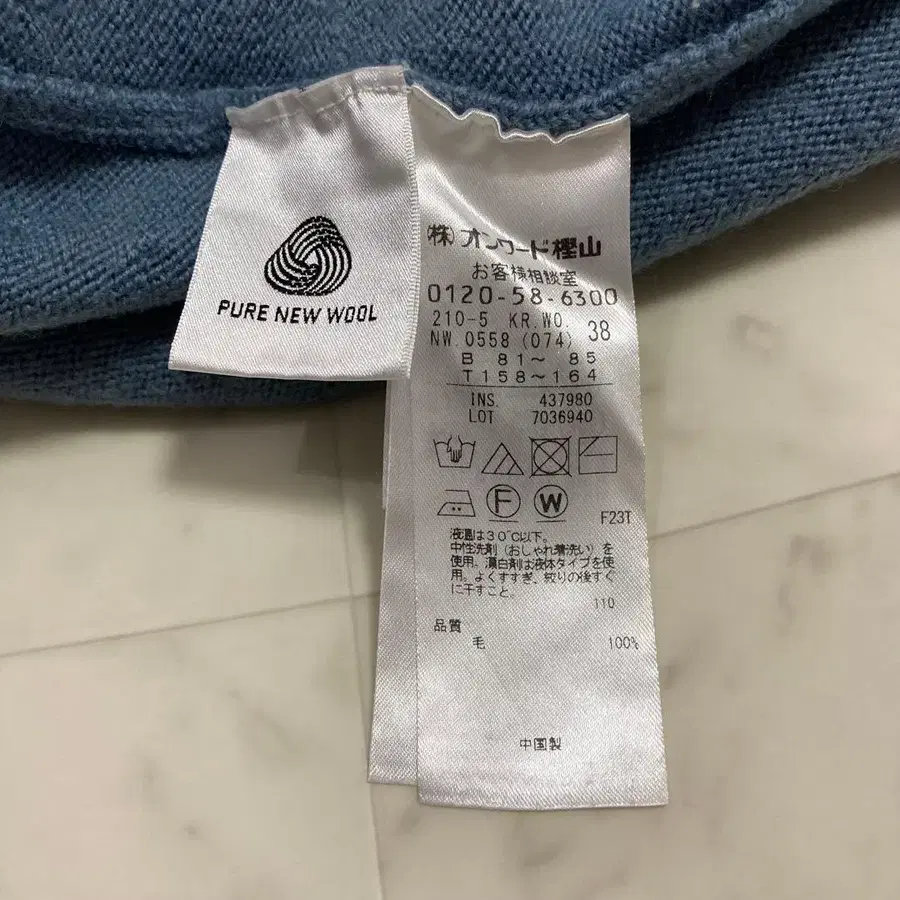 PURE NEW WOOL
(株)オンワード樫山
お客様相談室
0120-58-6300
210-5 KR.WO. 38
NW.0558 (074)
B 81～ 85
T 158～164
INS. 437980
LOT 7036940
F W
F23T
液温は30℃以下。
中性洗剤（おしゃれ着洗い）を
使用。漂白剤は液体タイプを使
用。よくすすぎ、絞りの後すぐ
に干すこと。
110
品質
毛 100%
中国製